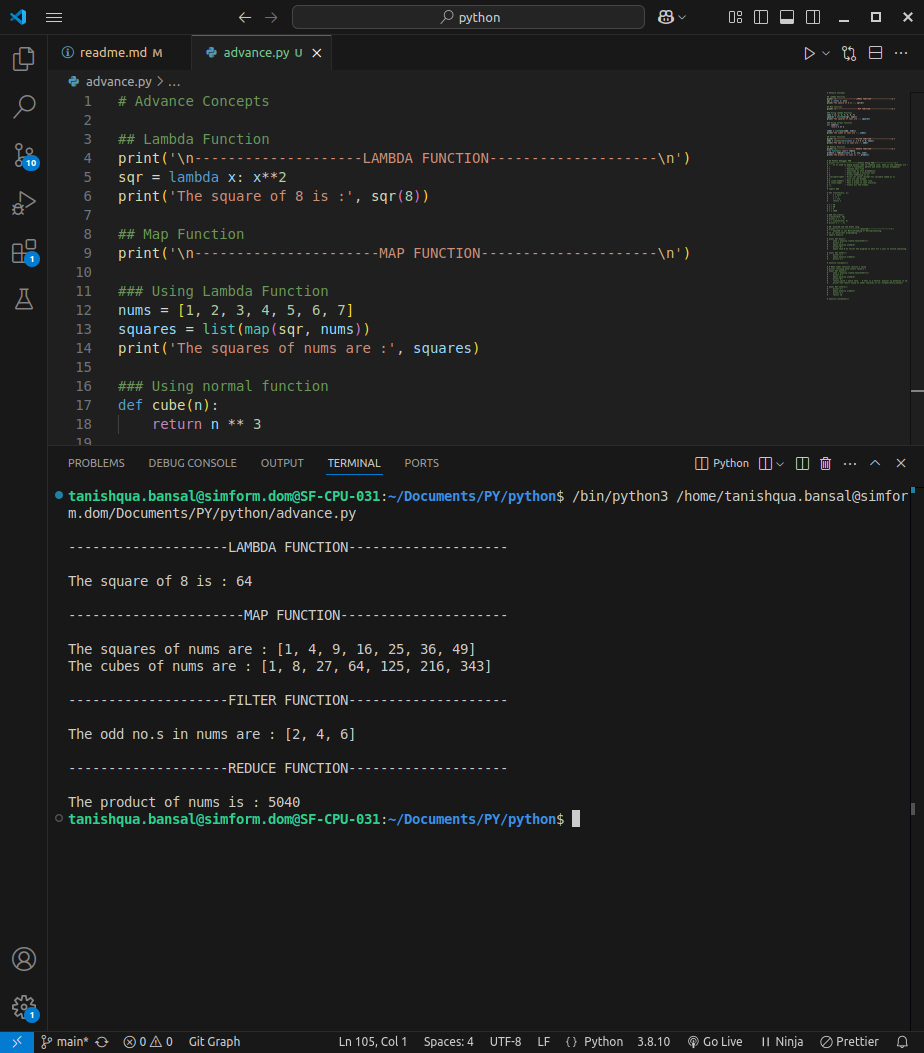 python
readme.md M
advance.py U
advance.py > ...
1 # Advance Concepts
2
3 ## Lambda Function
4 print('\n--------------------LAMBDA FUNCTION--------------------\n')
5 sqr = lambda x: x**2
6 print('The square of 8 is :', sqr(8))
7
8 ## Map Function
9 print('\n----------------------MAP FUNCTION---------------------\n')
10
11 ### Using Lambda Function
12 nums = [1, 2, 3, 4, 5, 6, 7]
13 squares = list(map(sqr, nums))
14 print('The squares of nums are :', squares)
15
16 ### Using normal function
17 def cube(n):
18 return n ** 3
19
10
1
PROBLEMS DEBUG CONSOLE OUTPUT TERMINAL PORTS Python
tanishqua.bansal@simform.dom@SF-CPU-031:~/Documents/PY/python$ /bin/python3 /home/tanishqua.bansal@simfor
m.dom/Documents/PY/python/advance.py
--------------------LAMBDA FUNCTION--------------------
The square of 8 is : 64
----------------------MAP FUNCTION---------------------
The squares of nums are : [1, 4, 9, 16, 25, 36, 49]
The cubes of nums are : [1, 8, 27, 64, 125, 216, 343]
--------------------FILTER FUNCTION--------------------
The odd no.s in nums are : [2, 4, 6]
--------------------REDUCE FUNCTION--------------------
The product of nums is : 5040
tanishqua.bansal@simform.dom@SF-CPU-031:~/Documents/PY/python$
1
main* 0 0 Git Graph Ln 105, Col 1 Spaces: 4 UTF-8 LF {} Python 3.8.10 Go Live Ninja Prettier